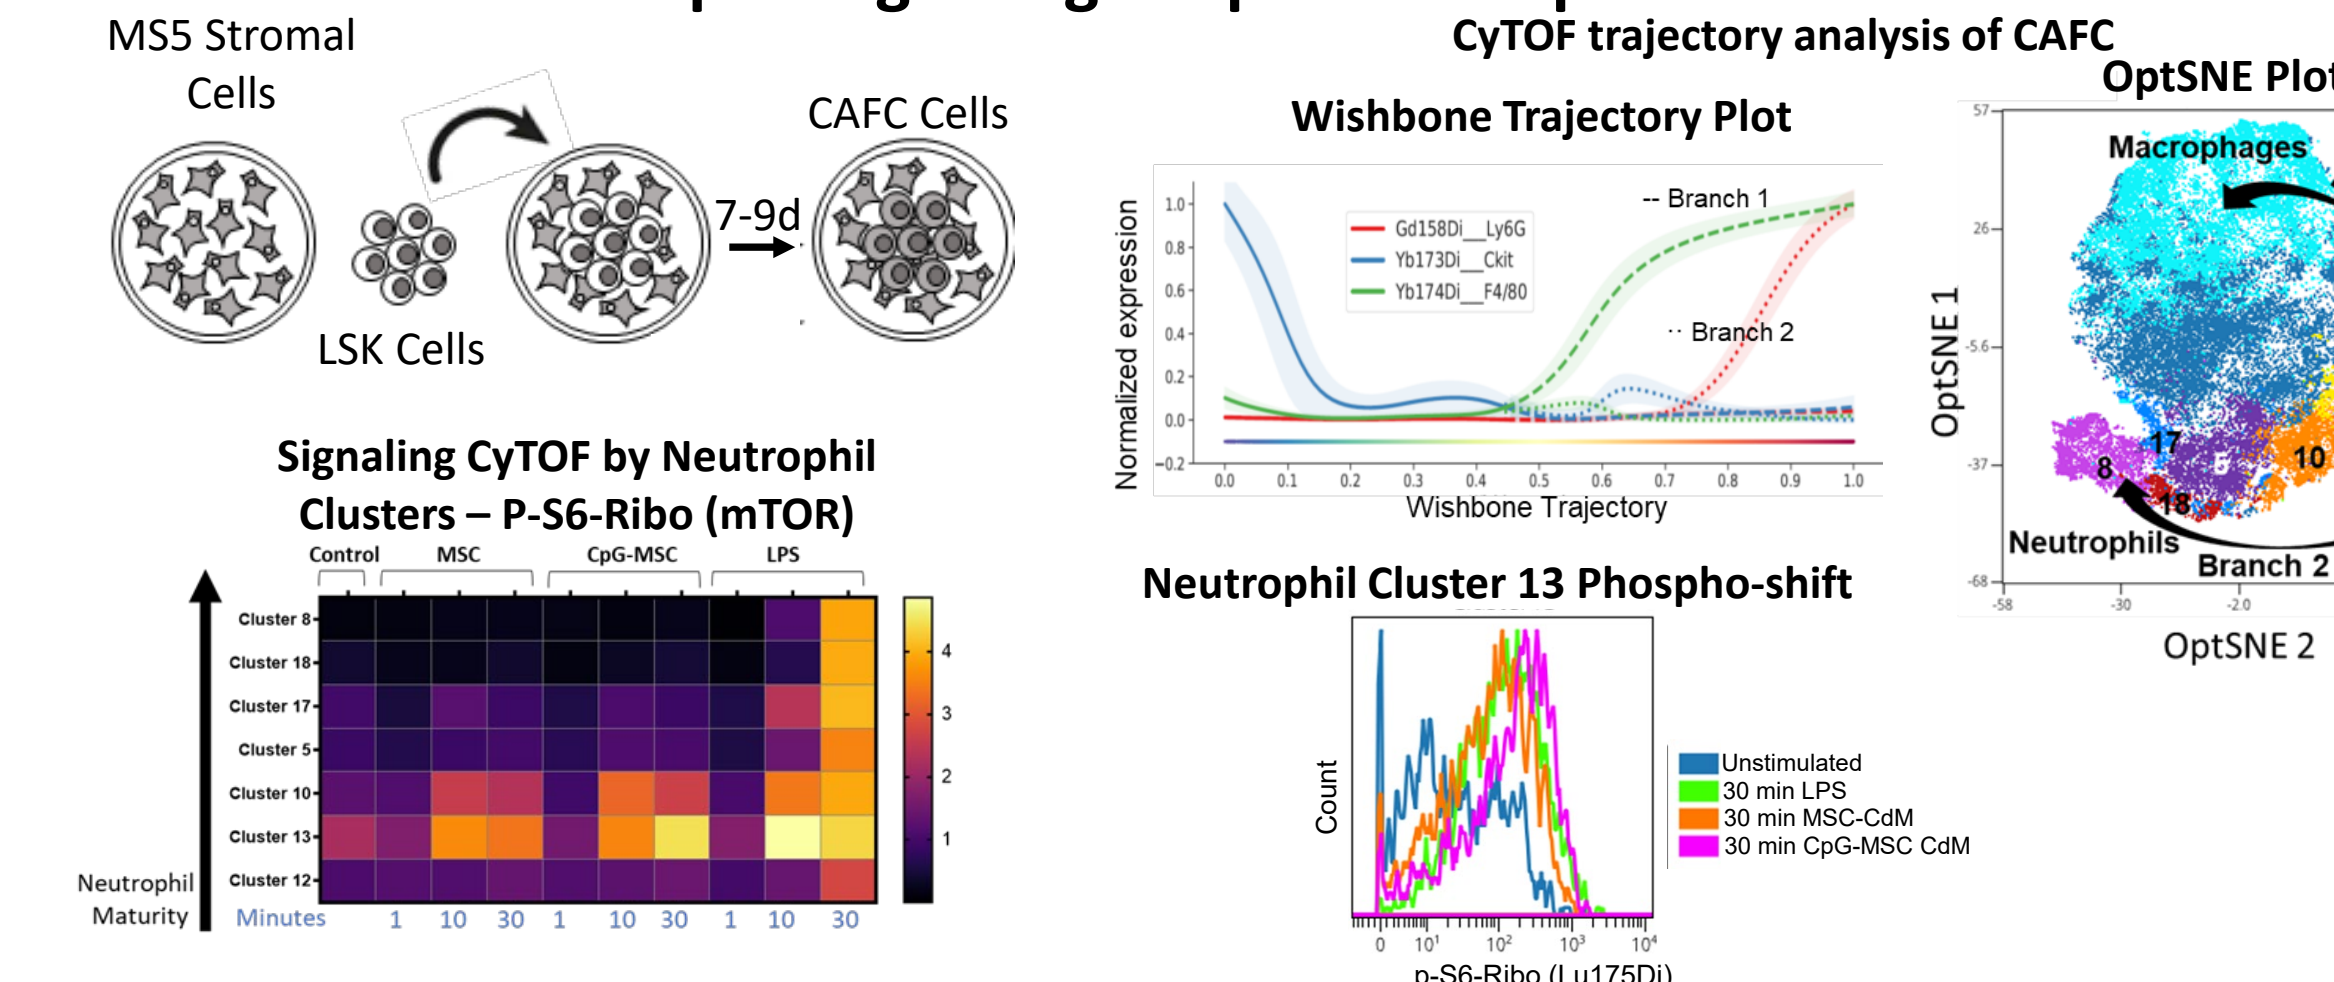 MS5 Stromal
Cells
CAFC Cells
7-9d
LSK Cells
Signaling CyTOF by Neutrophil
Clusters – P-S6-Ribo (mTOR)
Control MSC CpG-MSC LPS
Cluster 8
Cluster 18
Cluster 17
Cluster 5
Cluster 10
Cluster 13
Cluster 12
4
3
2
1
Neutrophil
Maturity
Minutes 1 10 30 1 10 30 1 10 30
CyTOF trajectory analysis of CAFC
Wishbone Trajectory Plot
Normalized expression
1.0
0.8
0.6
0.4
0.2
0.0
−0.2
-- Branch 1
Gd158Di__Ly6G
Yb173Di__Ckit
Yb174Di__F4/80
·· Branch 2
0.0 0.1 0.2 0.3 0.4 0.5 0.6 0.7 0.8 0.9 1.0
Wishbone Trajectory
Neutrophil Cluster 13 Phospho-shift
Count
Unstimulated
30 min LPS
30 min MSC-CdM
30 min CpG-MSC CdM
0 10¹ 10² 10³ 10⁴
p-S6-Ribo (Lu175Di)
OptSNE Plot
OptSNE 1
57
26
-5.6
-37
-68
Macrophages
17
8
5
10
18
Neutrophils
Branch 2
-58 -30 -2.0
OptSNE 2